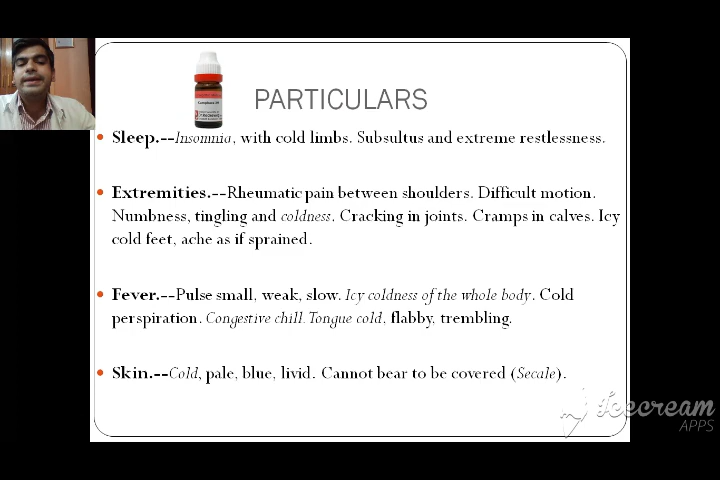 PARTICULARS
Sleep.--Insomnia, with cold limbs. Subsultus and extreme restlessness.
Extremities.--Rheumatic pain between shoulders. Difficult motion.
Numbness, tingling and coldness. Cracking in joints. Cramps in calves. Icy
cold feet, ache as if sprained.
Fever.--Pulse small, weak, slow. Icy coldness of the whole body. Cold
perspiration. Congestive chill. Tongue cold, flabby, trembling.
Skin.--Cold, pale, blue, livid. Cannot bear to be covered (Secale).
Icecream
APPS